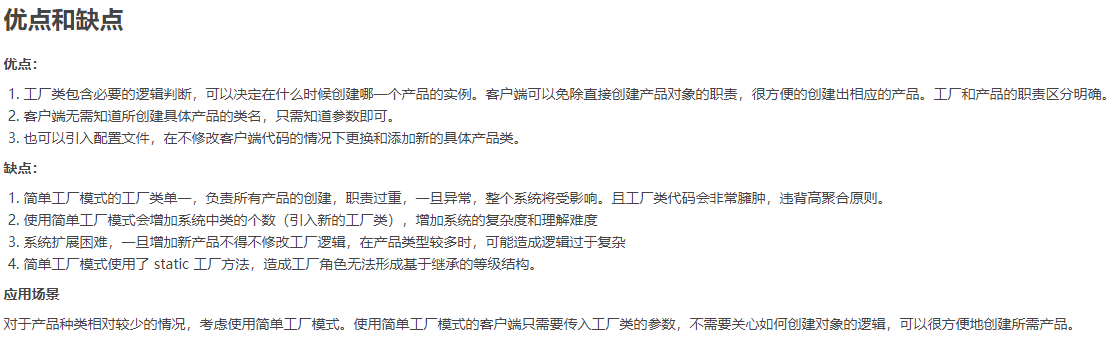 优点和缺点
优点：
1. 工厂类包含必要的逻辑判断，可以决定在什么时候创建哪一个产品的实例。客户端可以免除直接创建产品对象的职责，很方便的创建出相应的产品。工厂和产品的职责区分明确。
2. 客户端无需知道所创建具体产品的类名，只需知道参数即可。
3. 也可以引入配置文件，在不修改客户端代码的情况下更换和添加新的具体产品类。
缺点：
1. 简单工厂模式的工厂类单一，负责所有产品的创建，职责过重，一旦异常，整个系统将受影响。且工厂类代码会非常臃肿，违背高聚合原则。
2. 使用简单工厂模式会增加系统中类的个数（引入新的工厂类），增加系统的复杂度和理解难度
3. 系统扩展困难，一旦增加新产品不得不修改工厂逻辑，在产品类型较多时，可能造成逻辑过于复杂
4. 简单工厂模式使用了 static 工厂方法，造成工厂角色无法形成基于继承的等级结构。
应用场景
对于产品种类相对较少的情况，考虑使用简单工厂模式。使用简单工厂模式的客户端只需要传入工厂类的参数，不需要关心如何创建对象的逻辑，可以很方便地创建所需产品。